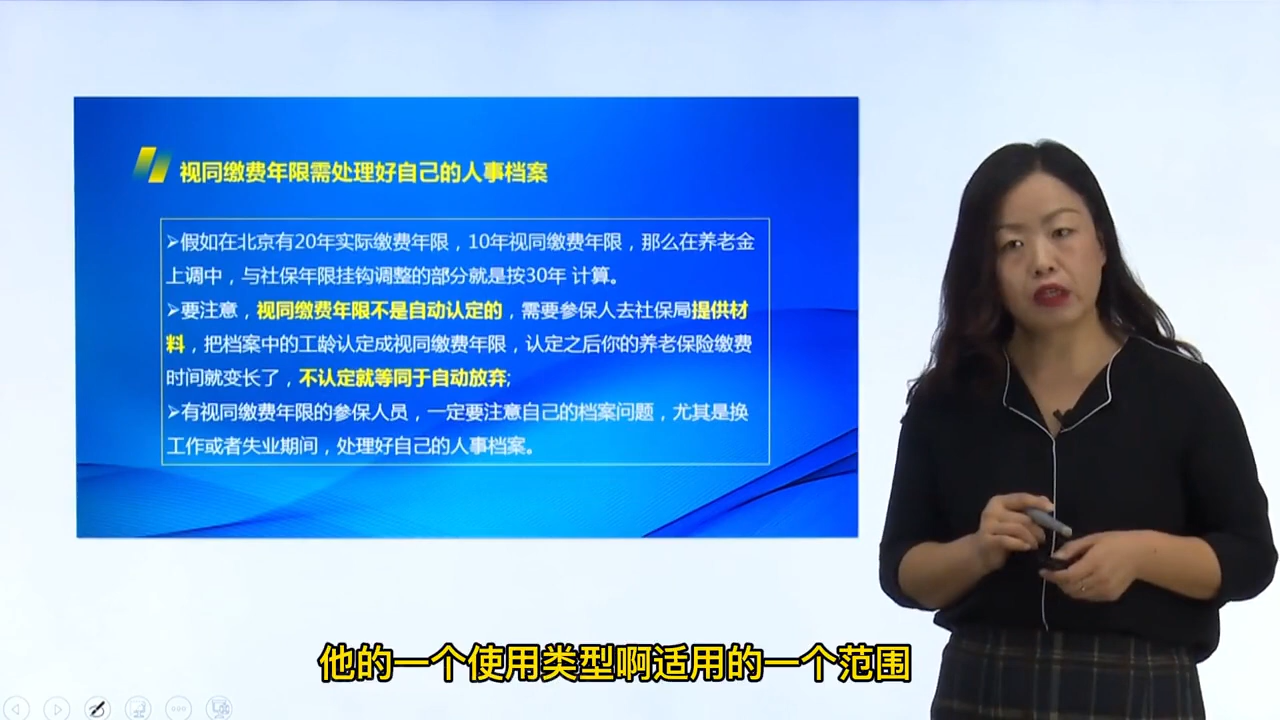 视同缴费年限需处理好自己的人事档案
➢假如在北京有20年实际缴费年限，10年视同缴费年限，那么在养老金
上调中，与社保年限挂钩调整的部分就是按30年 计算。
➢要注意，视同缴费年限不是自动认定的，需要参保人去社保局提供材
料，把档案中的工龄认定成视同缴费年限，认定之后你的养老保险缴费
时间就变长了，不认定就等同于自动放弃;
➢有视同缴费年限的参保人员，一定要注意自己的档案问题，尤其是换
工作或者失业期间，处理好自己的人事档案。
他的一个使用类型啊适用的一个范围